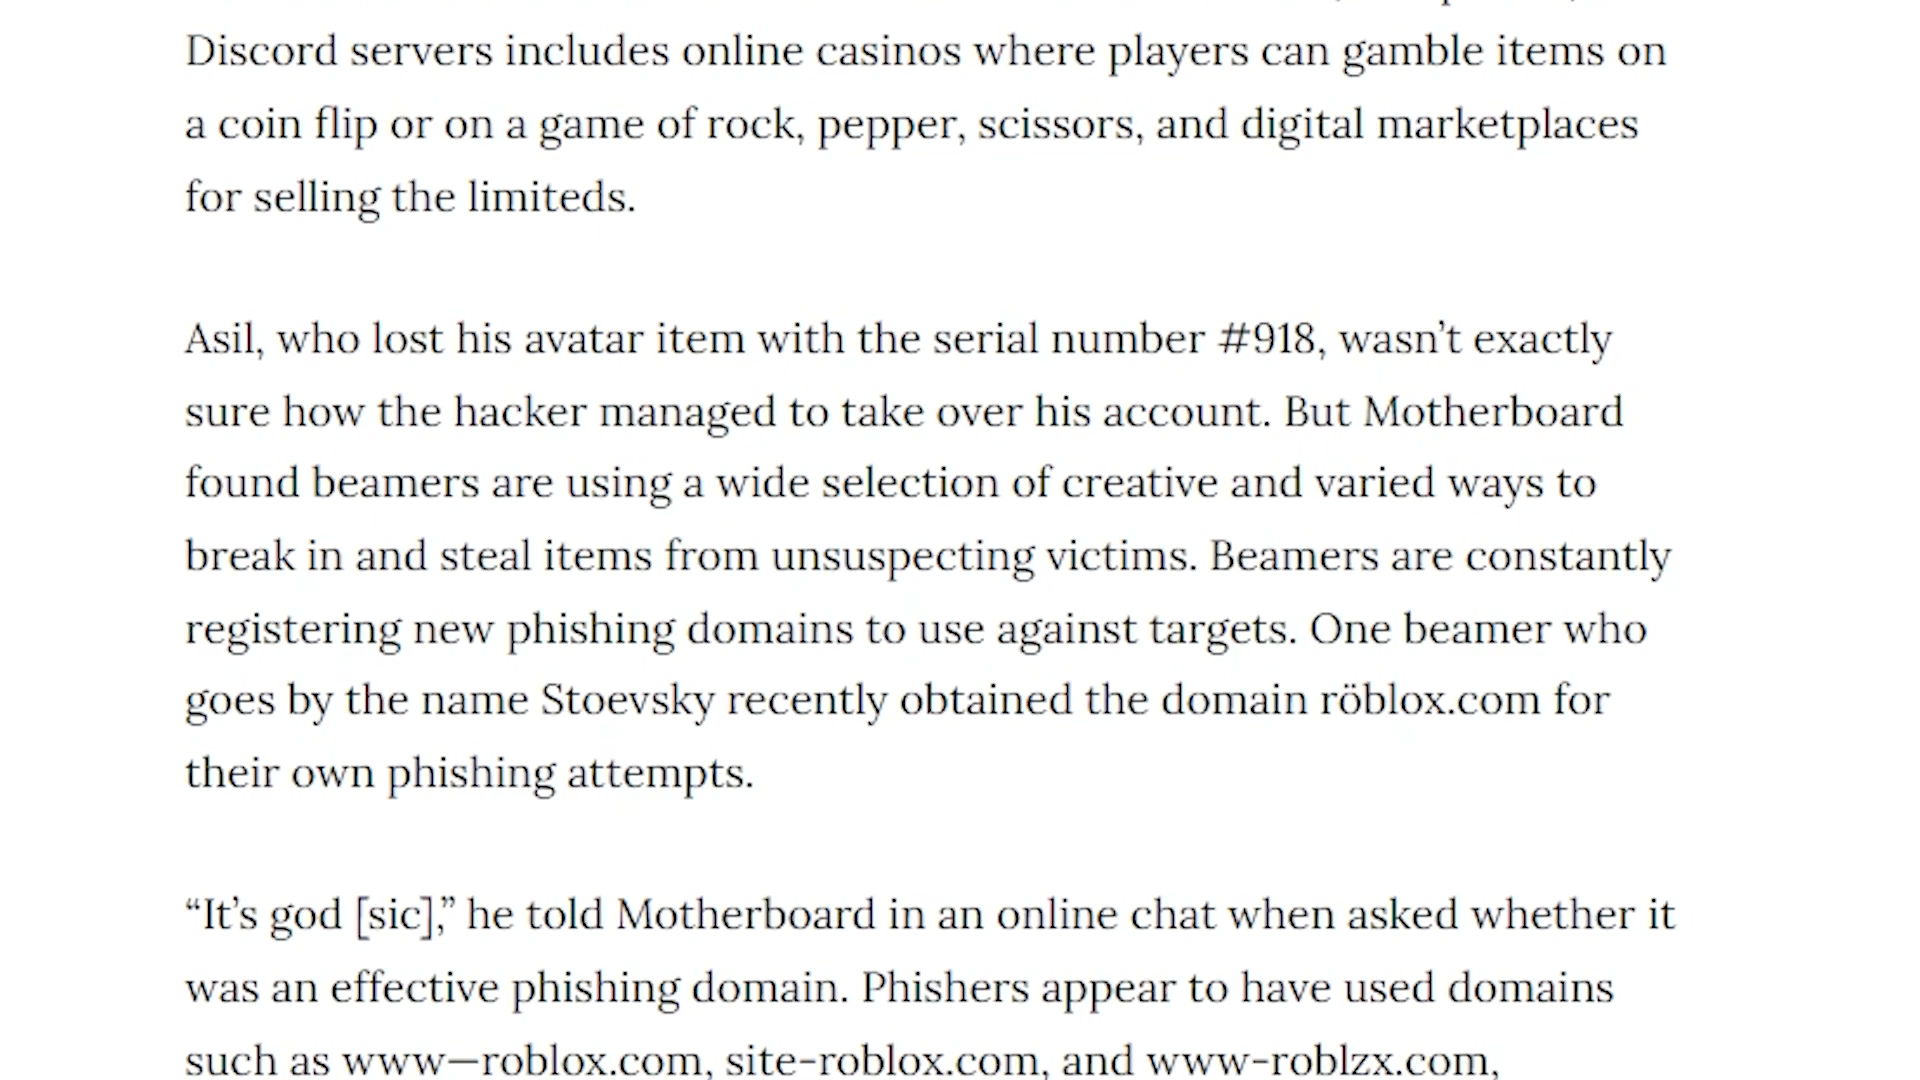 Discord servers includes online casinos where players can gamble items on
a coin flip or on a game of rock, pepper, scissors, and digital marketplaces
for selling the limiteds.
Asil, who lost his avatar item with the serial number #918, wasn’t exactly
sure how the hacker managed to take over his account. But Motherboard
found beamers are using a wide selection of creative and varied ways to
break in and steal items from unsuspecting victims. Beamers are constantly
registering new phishing domains to use against targets. One beamer who
goes by the name Stoevsky recently obtained the domain röblox.com for
their own phishing attempts.
“It’s god [sic],” he told Motherboard in an online chat when asked whether it
was an effective phishing domain. Phishers appear to have used domains
such as www—roblox.com, site-roblox.com, and www-roblzx.com,